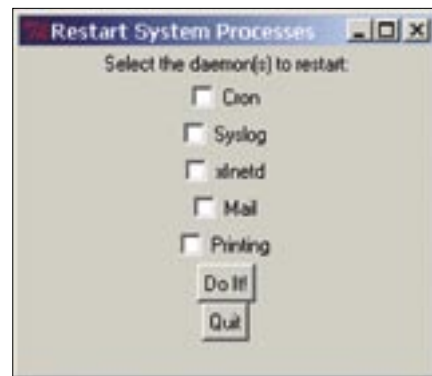 Restart System Processes
Select the daemon(s) to restart:
Cron
Syslog
xinetd
Mail
Printing
Do It!
Quit